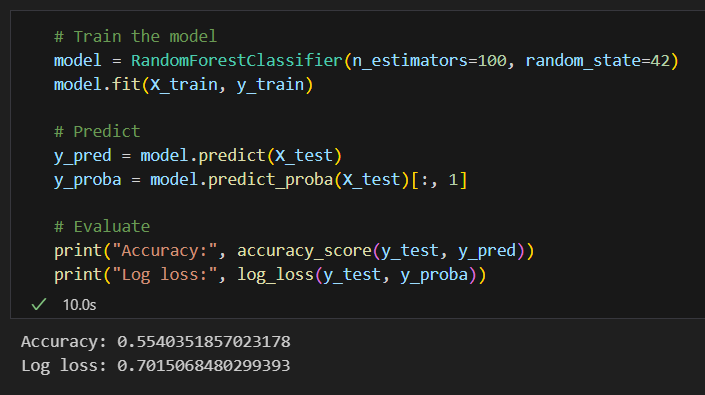 # Train the model
model = RandomForestClassifier(n_estimators=100, random_state=42)
model.fit(X_train, y_train)
# Predict
y_pred = model.predict(X_test)
y_proba = model.predict_proba(X_test)[:, 1]
# Evaluate
print("Accuracy:", accuracy_score(y_test, y_pred))
print("Log loss:", log_loss(y_test, y_proba))
10.0s
Accuracy: 0.5540351857023178
Log loss: 0.7015068480299393